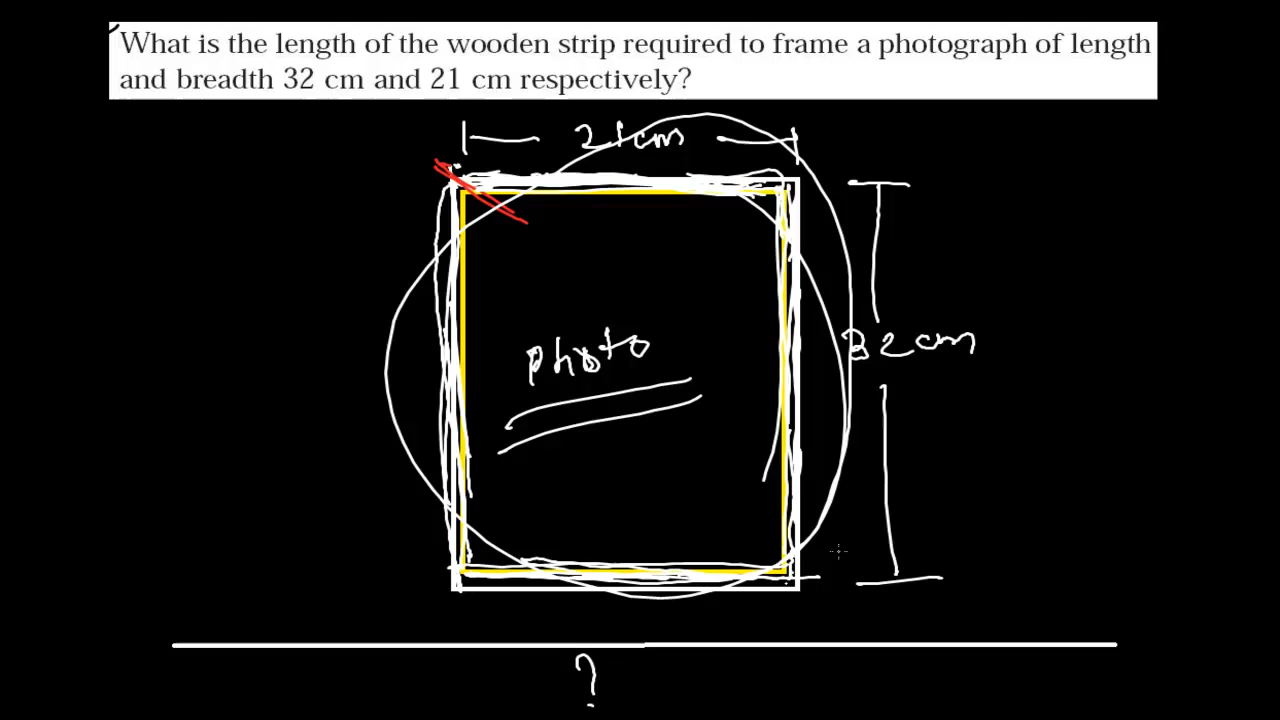 What is the length of the wooden strip required to frame a photograph of length
and breadth 32 cm and 21 cm respectively?
21cm
32cm
photo
?